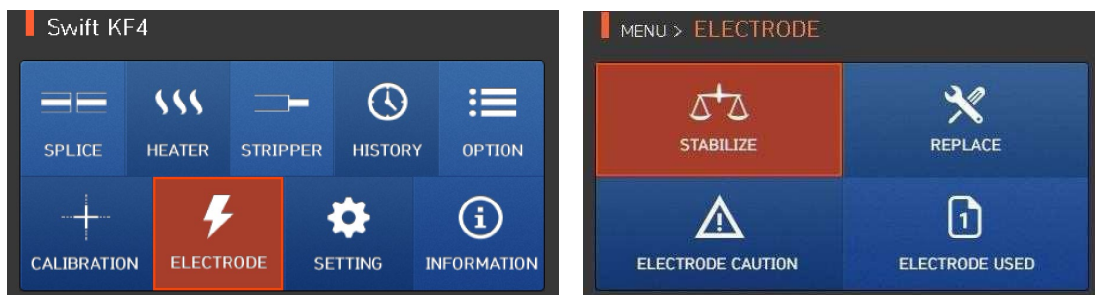 Swift KF4
SPLICE HEATER STRIPPER HISTORY OPTION
CALIBRATION ELECTRODE SETTING INFORMATION
MENU > ELECTRODE
STABILIZE REPLACE
ELECTRODE CAUTION 1 ELECTRODE USED